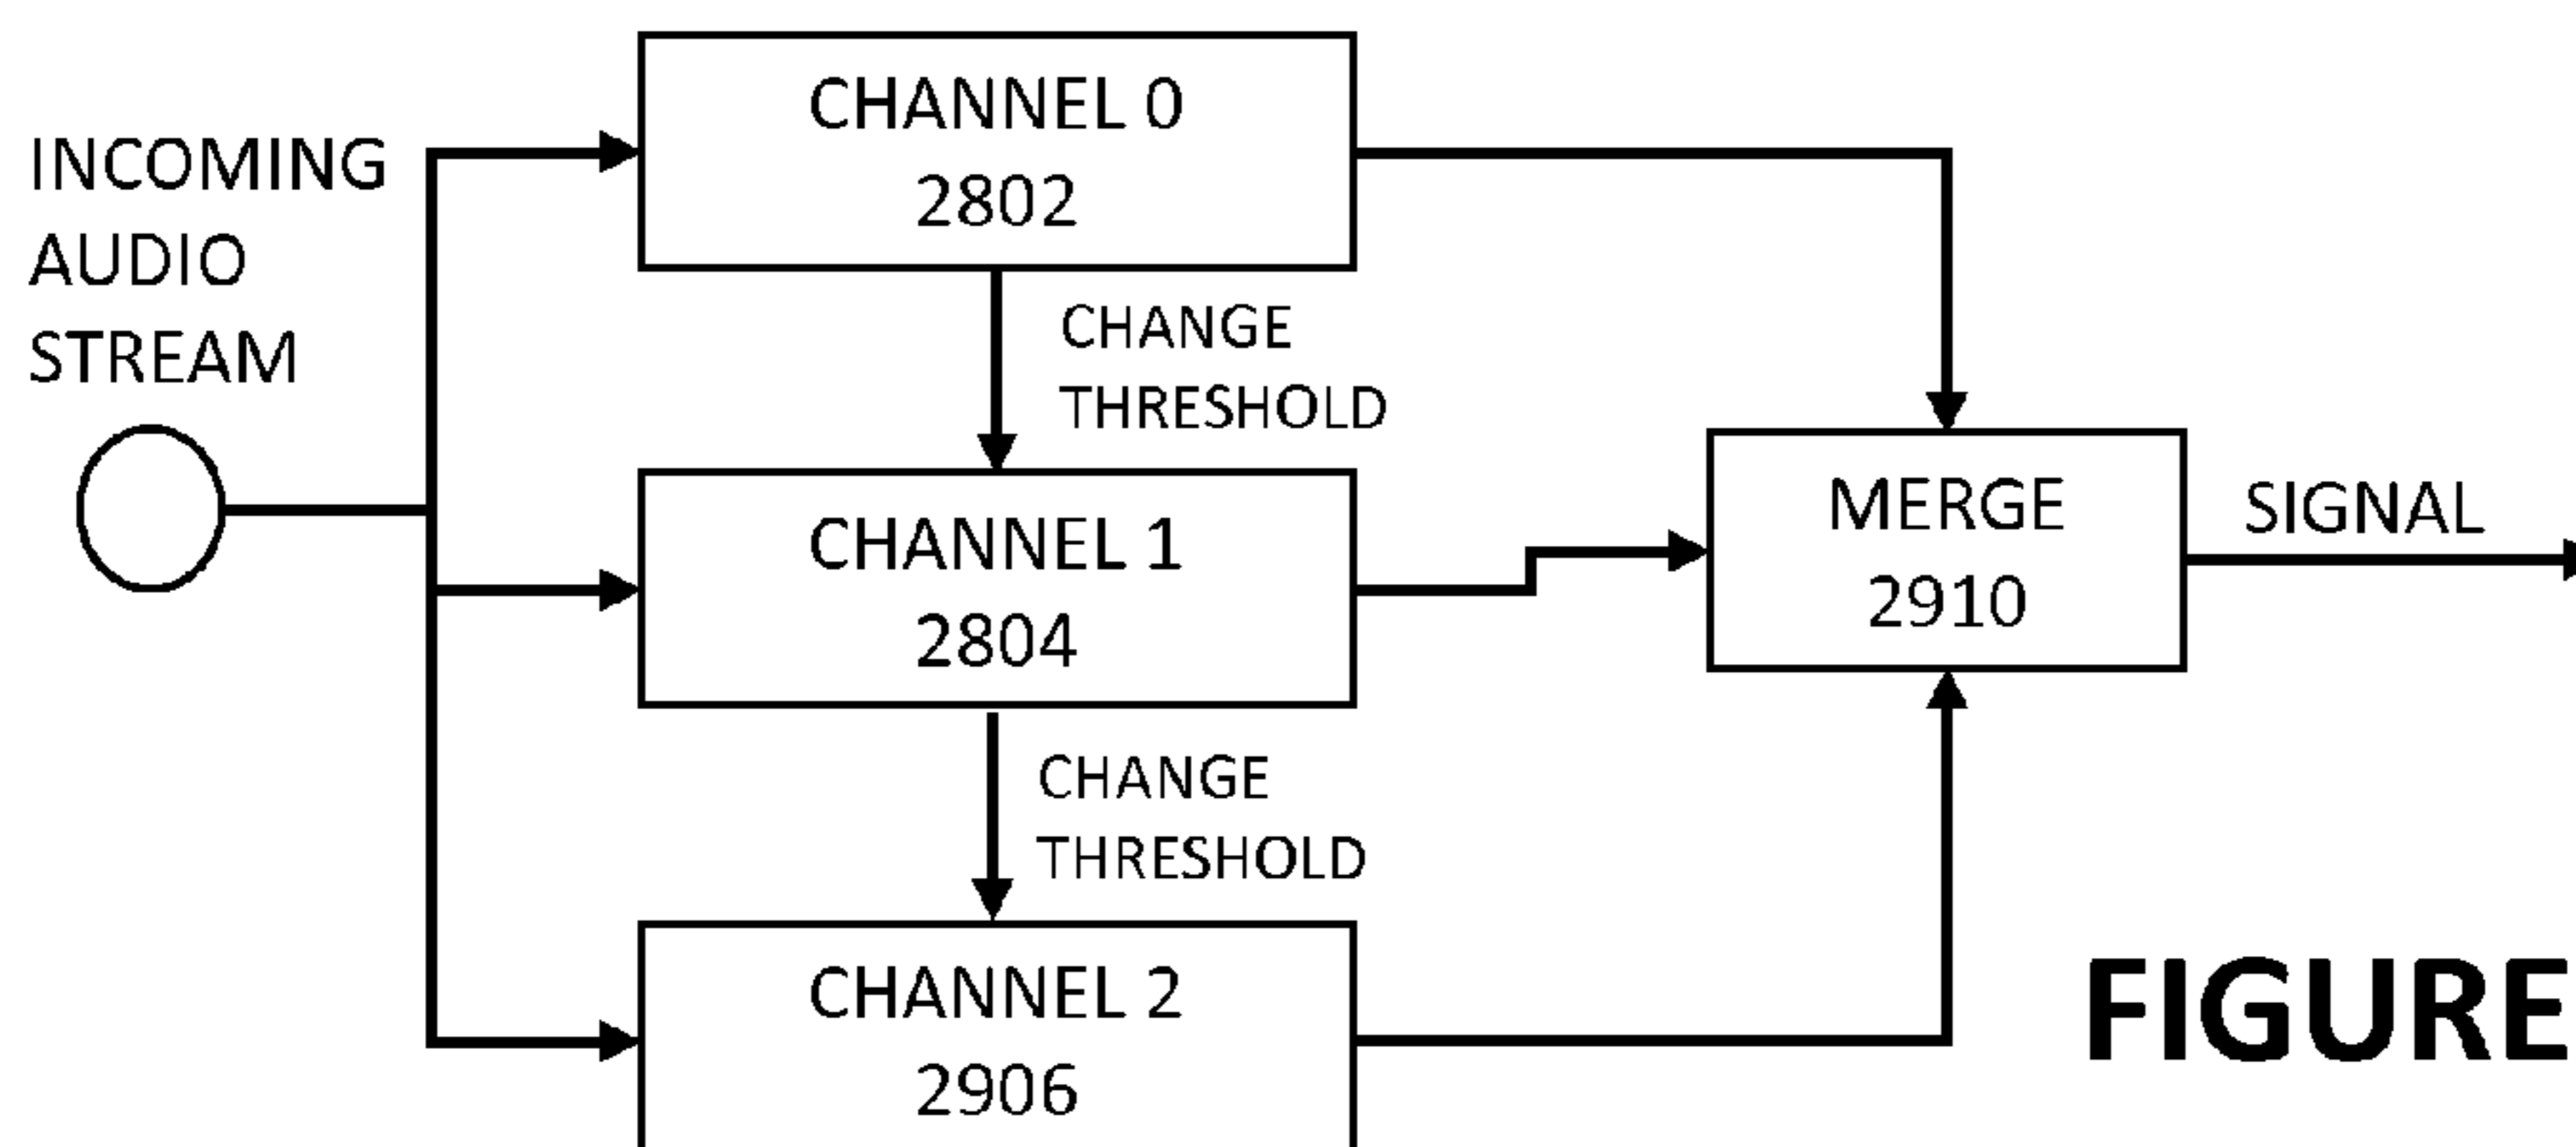 INCOMING
AUDIO
STREAM
CHANNEL 0
2802
CHANGE
THRESHOLD
CHANNEL 1
2804
MERGE
2910
SIGNAL
CHANGE
THRESHOLD
CHANNEL 2
2906
FIGURE